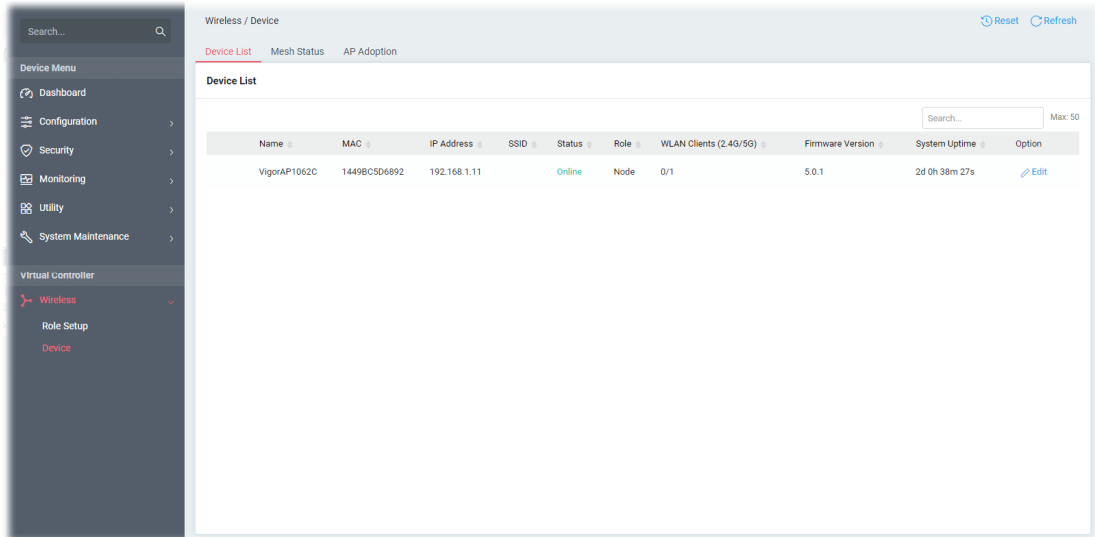 Search...
Device Menu
Dashboard
Configuration
Security
Monitoring
Utility
System Maintenance
Virtual Controller
Wireless
Role Setup
Device
Wireless / Device
Reset Refresh
Device List Mesh Status AP Adoption
Device List
Search... Max: 50
Name MAC IP Address SSID Status Role WLAN Clients (2.4G/5G) Firmware Version System Uptime Option
VigorAP1062C 1449BC5D6892 192.168.1.11 Online Node 0/1 5.0.1 2d 0h 38m 27s Edit